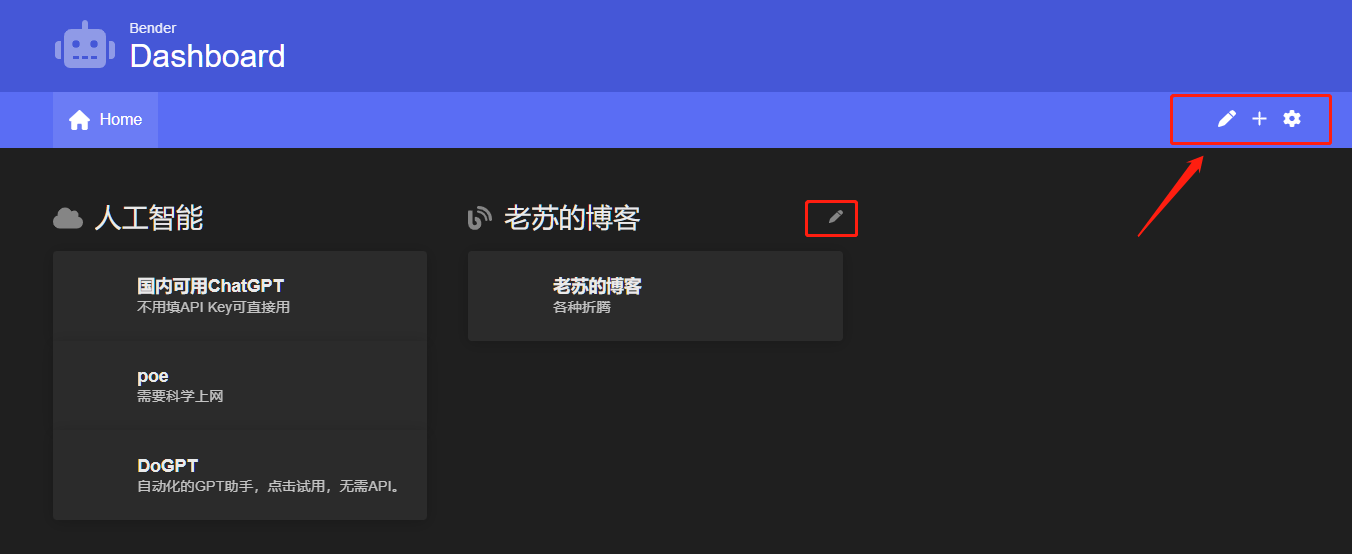 Bender
Dashboard
Home
人工智能
国内可用ChatGPT
不用填API Key可直接用
poe
需要科学上网
DoGPT
自动化的GPT助手，点击试用，无需API。
老苏的博客
老苏的博客
各种折腾